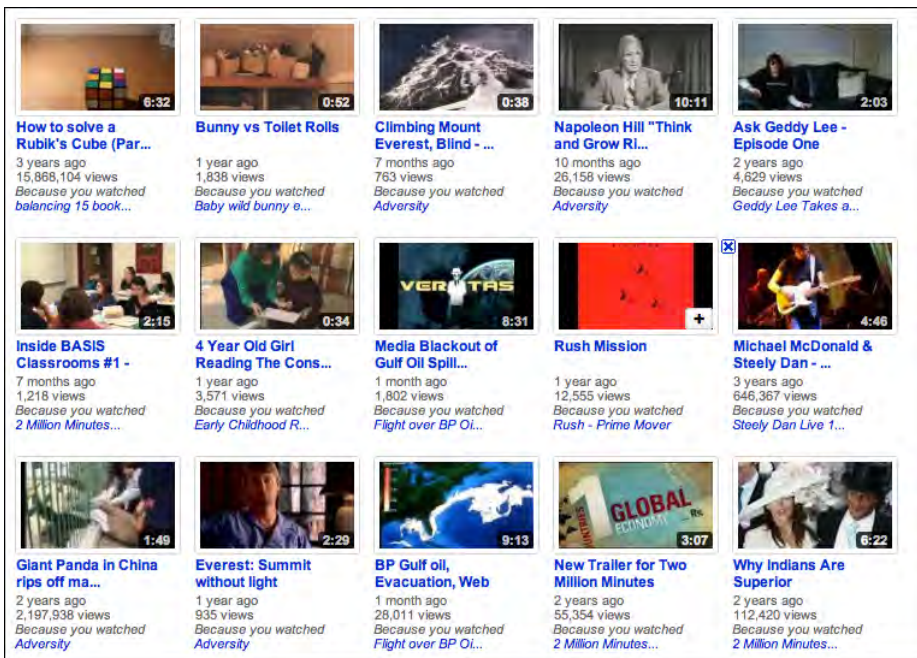 6:32
How to solve a
Rubik's Cube (Par...
3 years ago
15,868,104 views
Because you watched
balancing 15 book...
0:52
Bunny vs Toilet Rolls
1 year ago
1,838 views
Because you watched
Baby wild bunny e...
0:38
Climbing Mount
Everest, Blind - ...
7 months ago
763 views
Because you watched
Adversity
10:11
Napoleon Hill "Think
and Grow Ri...
10 months ago
26,158 views
Because you watched
Adversity
2:03
Ask Geddy Lee -
Episode One
2 years ago
4,629 views
Because you watched
Geddy Lee Takes a...
2:15
Inside BASIS
Classrooms #1 -
7 months ago
1,218 views
Because you watched
2 Million Minutes...
0:34
4 Year Old Girl
Reading The Cons...
1 year ago
3,571 views
Because you watched
Early Childhood R...
VERITAS
8:31
Media Blackout of
Gulf Oil Spill...
1 month ago
1,802 views
Because you watched
Flight over BP Oi...
+
Rush Mission
1 year ago
12,555 views
Because you watched
Rush - Prime Mover
4:46
Michael McDonald &
Steely Dan - ...
3 years ago
646,367 views
Because you watched
Steely Dan Live 1...
1:49
Giant Panda in China
rips off ma...
2 years ago
2,197,938 views
Because you watched
Adversity
2:29
Everest: Summit
without light
1 year ago
935 views
Because you watched
Adversity
9:13
BP Gulf oil,
Evacuation, Web
1 month ago
28,011 views
Because you watched
Flight over BP Oi...
1
GLOBAL
ECONOMY
3:07
New Trailer for Two
Million Minutes
2 years ago
55,354 views
Because you watched
2 Million Minutes...
6:22
Why Indians Are
Superior
2 years ago
112,420 views
Because you watched
2 Million Minutes...